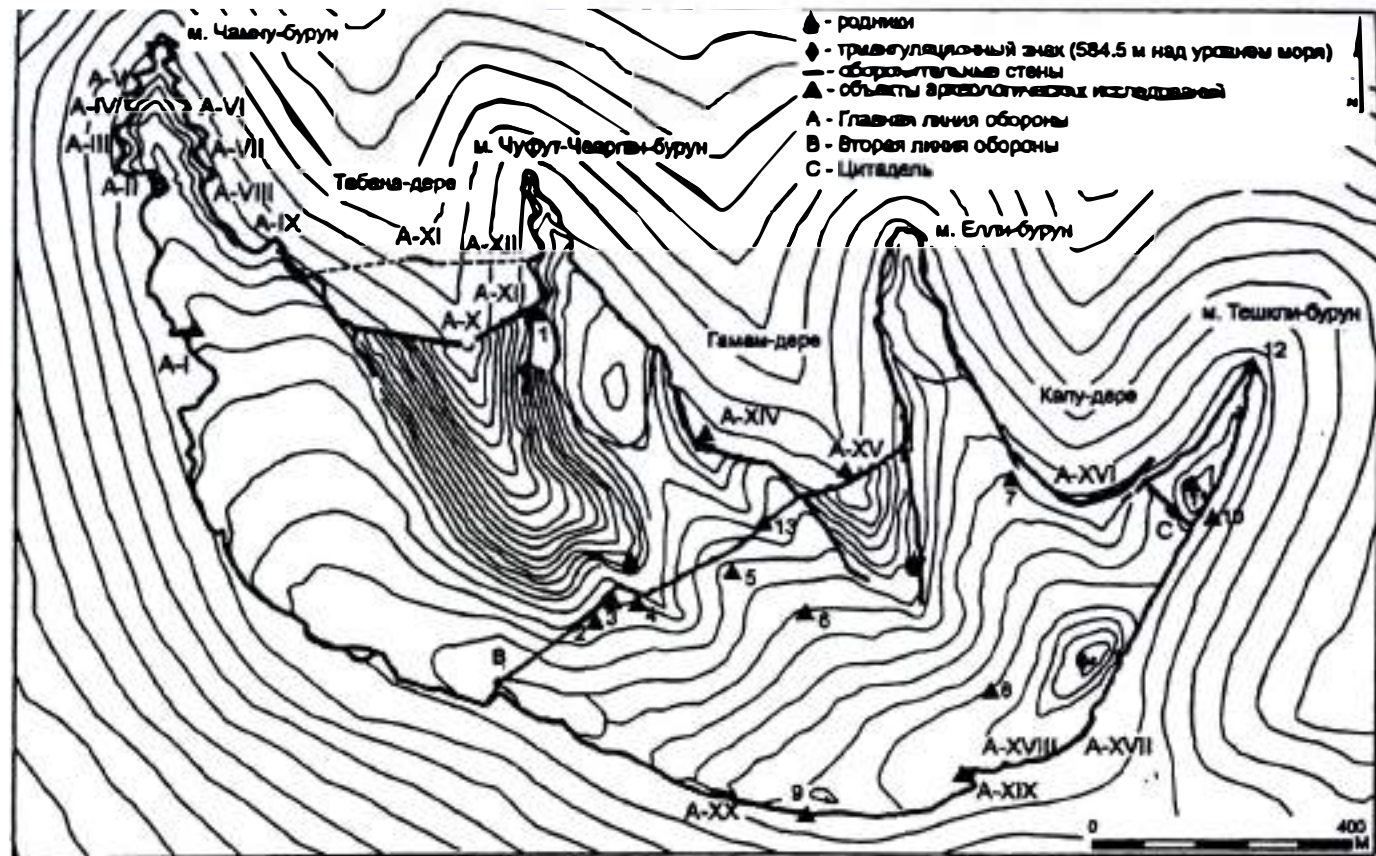 м. Чамну-бурун
- родники
- триангуляционный знак (584.5 м над уровнем моря)
- оборонительные стены
- объекты археологических исследований
А - Главная линия обороны
В - Вторая линия обороны
С - Цитадель
N
А-V
А-IV
А-VI
А-III
А-VII
А-II
А-VIII
А-IX
Табана-дере
м. Чуфут-Чеарган-бурун
А-XI
А-XII
А-XII
А-X
1
А-I
м. Елли-бурун
Гамам-дере
м. Тешкли-бурун
12
Капу-дере
А-XIV
А-XV
А-XVI
7
13
С
10
5
2
3
4
6
В
8
А-XVIII
А-XVII
А-XIX
А-XX
9
0
400
М